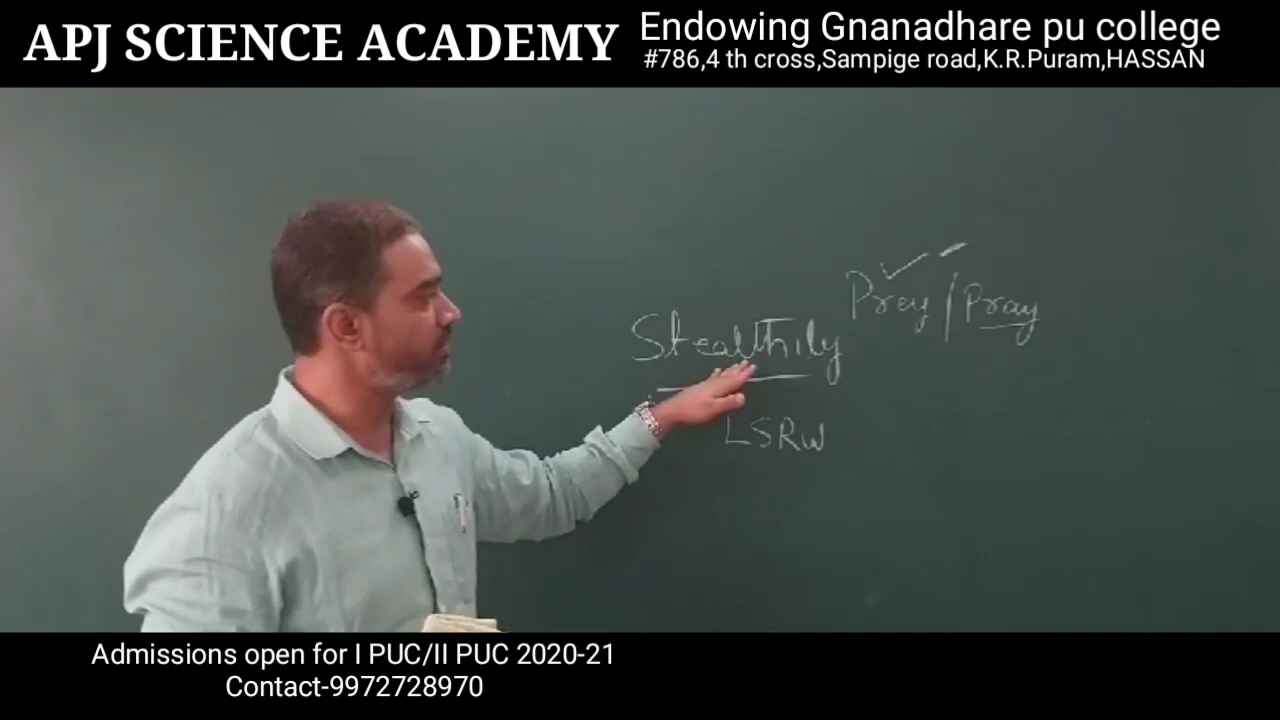 APJ SCIENCE ACADEMY
Endowing Gnanadhare pu college
#786,4 th cross,Sampige road,K.R.Puram,HASSAN
Prey / Pray
Stealthily
LSRW
Admissions open for I PUC/II PUC 2020-21
Contact-9972728970